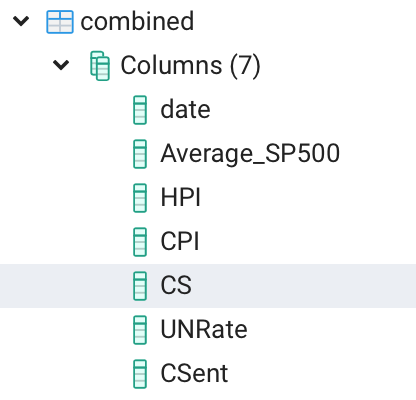 combined
Columns (7)
date
Average_SP500
HPI
CPI
CS
UNRate
CSent